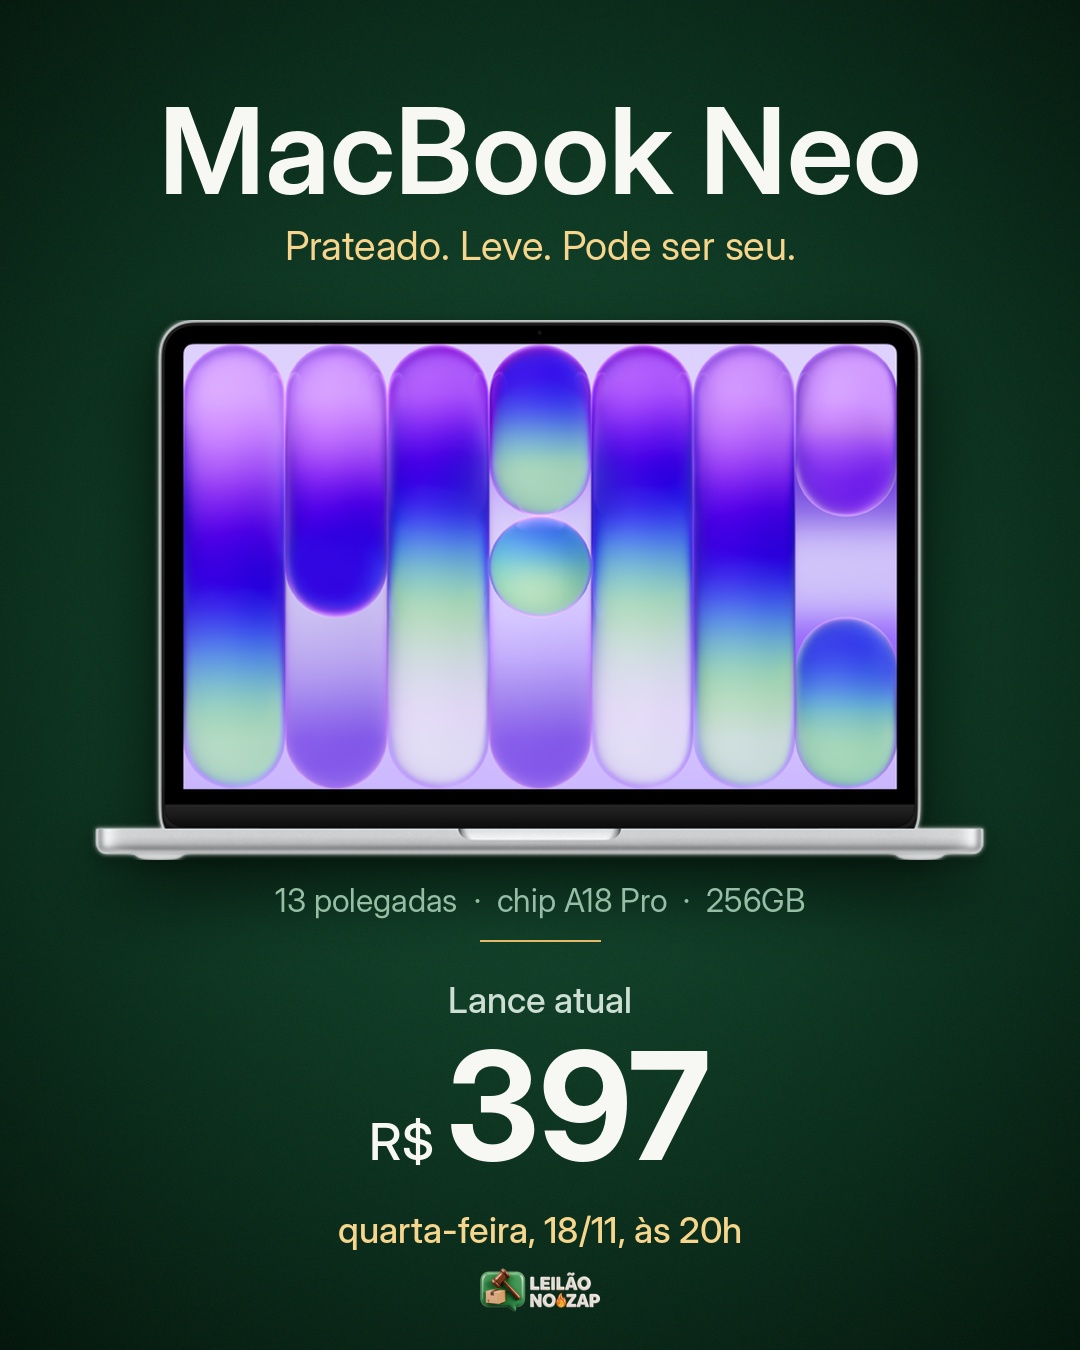 MacBook Neo
Prateado. Leve. Pode ser seu.
13 polegadas · chip A18 Pro · 256GB
Lance atual
R$ 397
quarta-feira, 18/11, às 20h
LEILÃO
NO ZAP